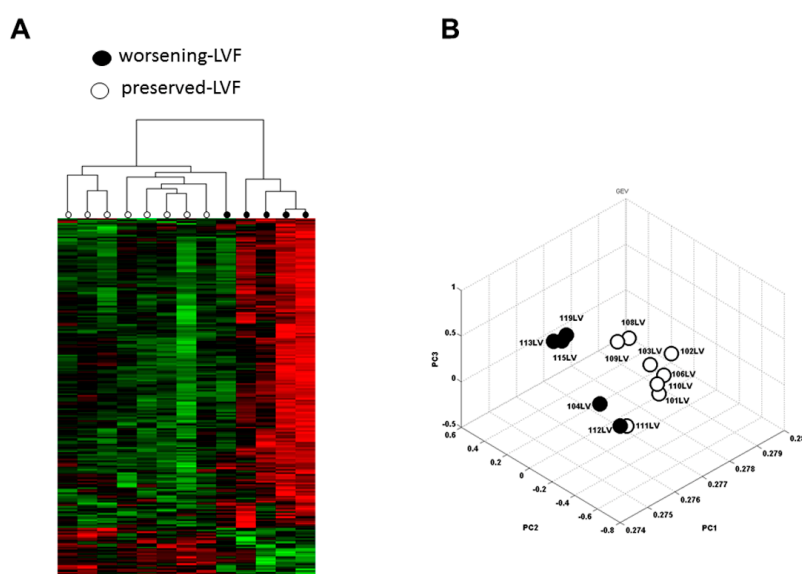 A
B
worsening-LVF
preserved-LVF
GEV
1
0.5
0
-0.5
PC3
119LV
108LV
113LV
115LV
109LV
103LV
102LV
106LV
110LV
101LV
104LV
112LV
111LV
0.6
0.4
0.2
0
-0.2
-0.4
-0.6
-0.8
PC2
0.274
0.275
0.276
0.277
0.278
0.279
0.28
PC1